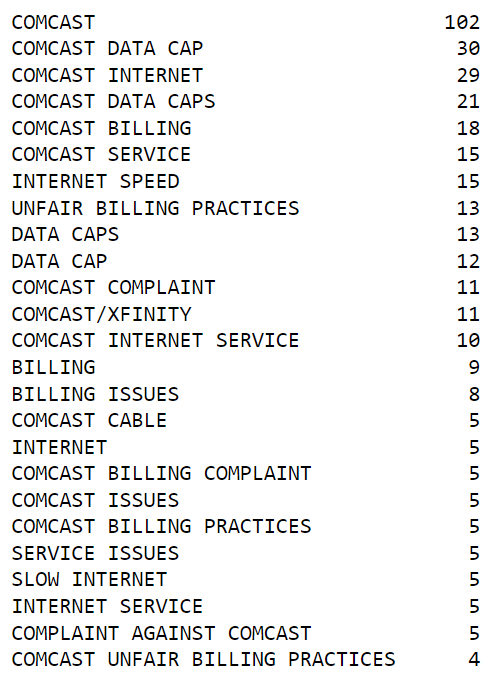 COMCAST 102
COMCAST DATA CAP 30
COMCAST INTERNET 29
COMCAST DATA CAPS 21
COMCAST BILLING 18
COMCAST SERVICE 15
INTERNET SPEED 15
UNFAIR BILLING PRACTICES 13
DATA CAPS 13
DATA CAP 12
COMCAST COMPLAINT 11
COMCAST/XFINITY 11
COMCAST INTERNET SERVICE 10
BILLING 9
BILLING ISSUES 8
COMCAST CABLE 5
INTERNET 5
COMCAST BILLING COMPLAINT 5
COMCAST ISSUES 5
COMCAST BILLING PRACTICES 5
SERVICE ISSUES 5
SLOW INTERNET 5
INTERNET SERVICE 5
COMPLAINT AGAINST COMCAST 5
COMCAST UNFAIR BILLING PRACTICES 4